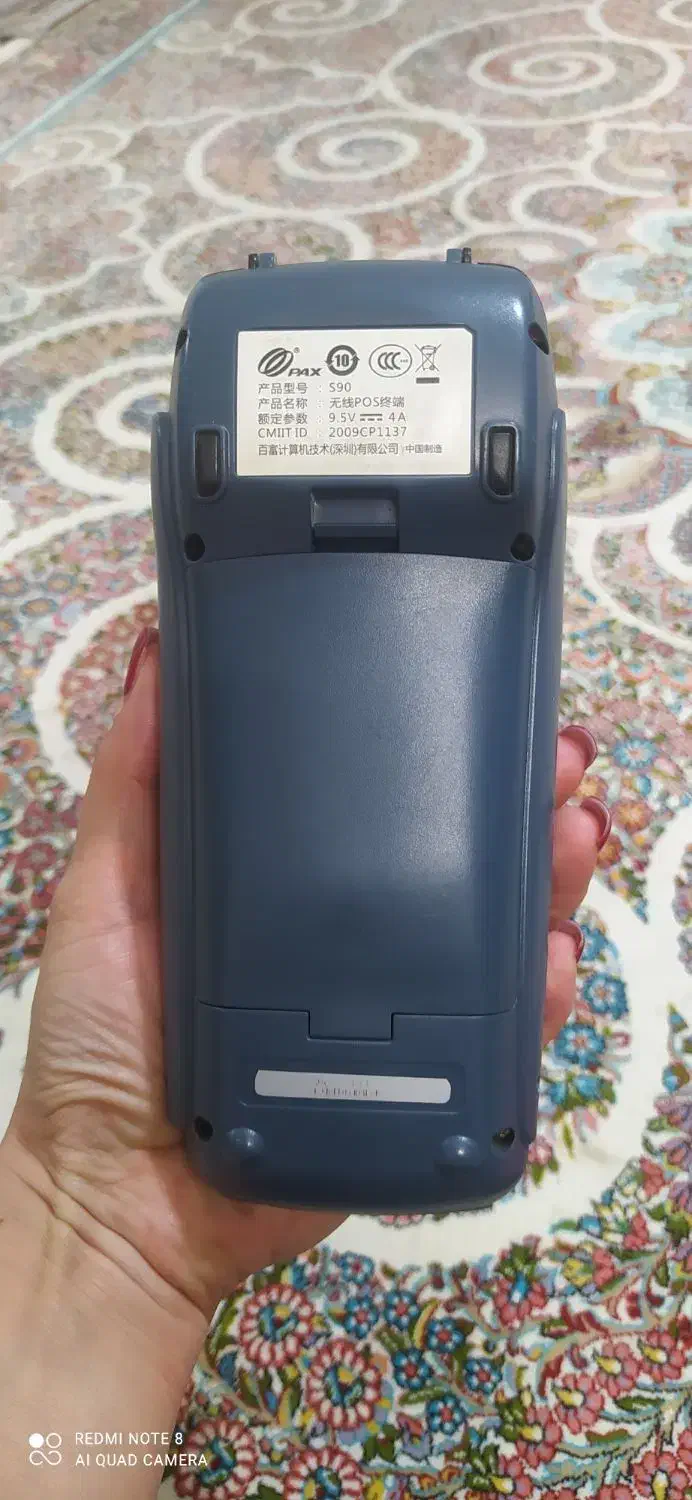 PAX ® 10 CCC
产品型号 : S90
产品名称 : 无线POS终端
额定参数 : 9.5V ⎓ 4A
CMIIT ID : 2009CP1137
百富计算机技术(深圳)有限公司 中国制造
REDMI NOTE 8
AI QUAD CAMERA